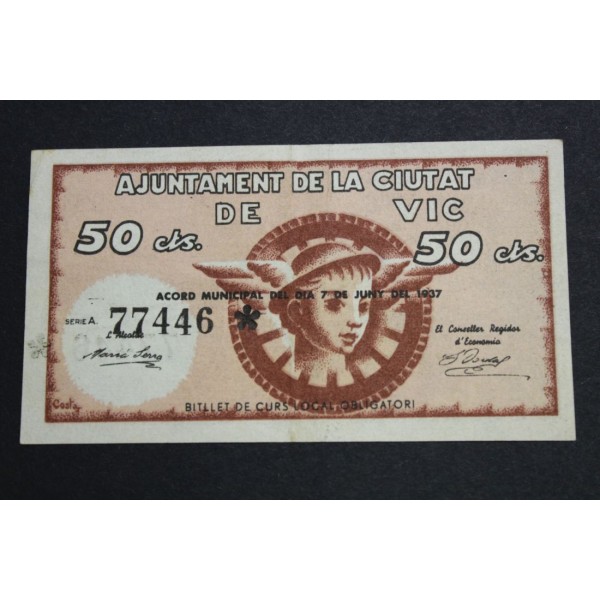 AJUNTAMENT DE LA CIUTAT
DE VIC
50 cts.
50 cts.
ACORD MUNICIPAL DEL DIA 7 DE JUNY DEL 1937
SERIE A. 77446
L'Alcalde
El Conseller Regidor
d'Economia
BITLLET DE CURS LOCAL OBLIGATORI